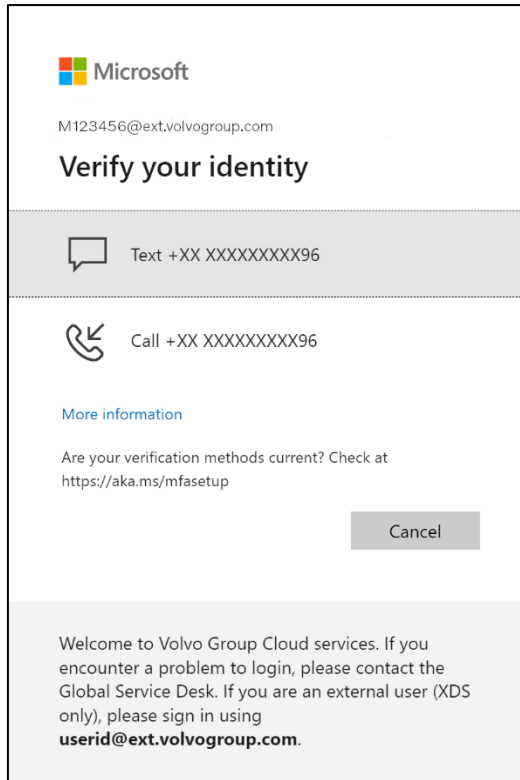 Microsoft
M123456@ext.volvogroup.com
Verify your identity
Text +XX XXXXXXXXX96
Call +XX XXXXXXXXX96
More information
Are your verification methods current? Check at
https://aka.ms/mfasetup
Cancel
Welcome to Volvo Group Cloud services. If you
encounter a problem to login, please contact the
Global Service Desk. If you are an external user (XDS
only), please sign in using
userid@ext.volvogroup.com.